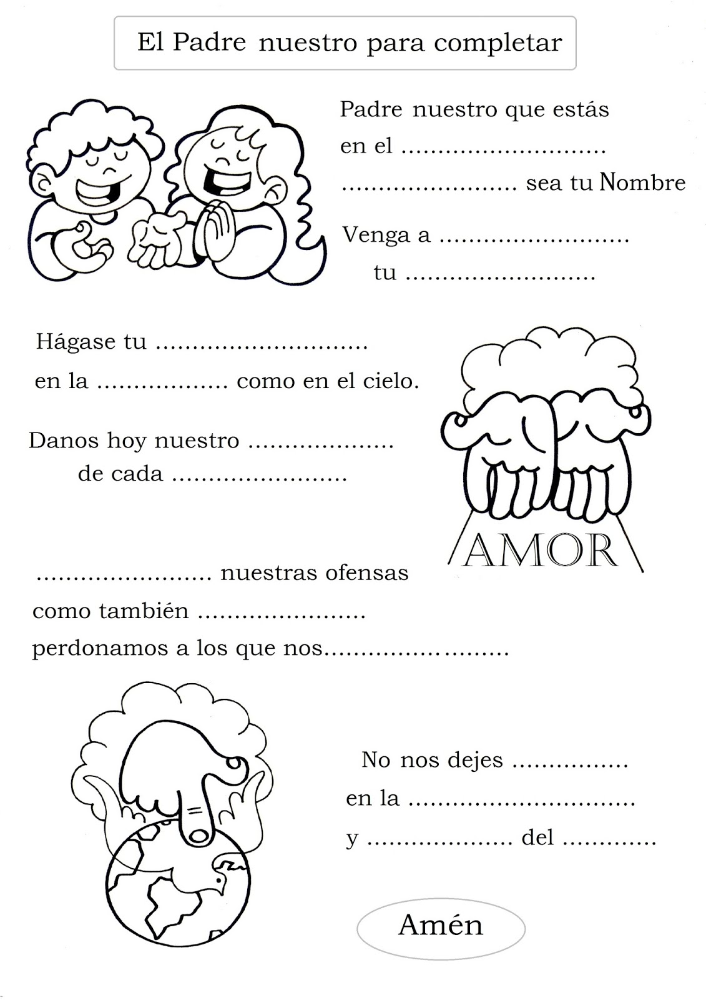 El Padre nuestro para completar
Padre nuestro que estás
en el ............................
........................ sea tu Nombre
Venga a ..........................
tu ..........................
Hágase tu .............................
en la .................. como en el cielo.
Danos hoy nuestro ....................
de cada ........................
AMOR
........................ nuestras ofensas
como también .......................
perdonamos a los que nos.........................
No nos dejes ................
en la ...............................
y .................... del .............
Amén